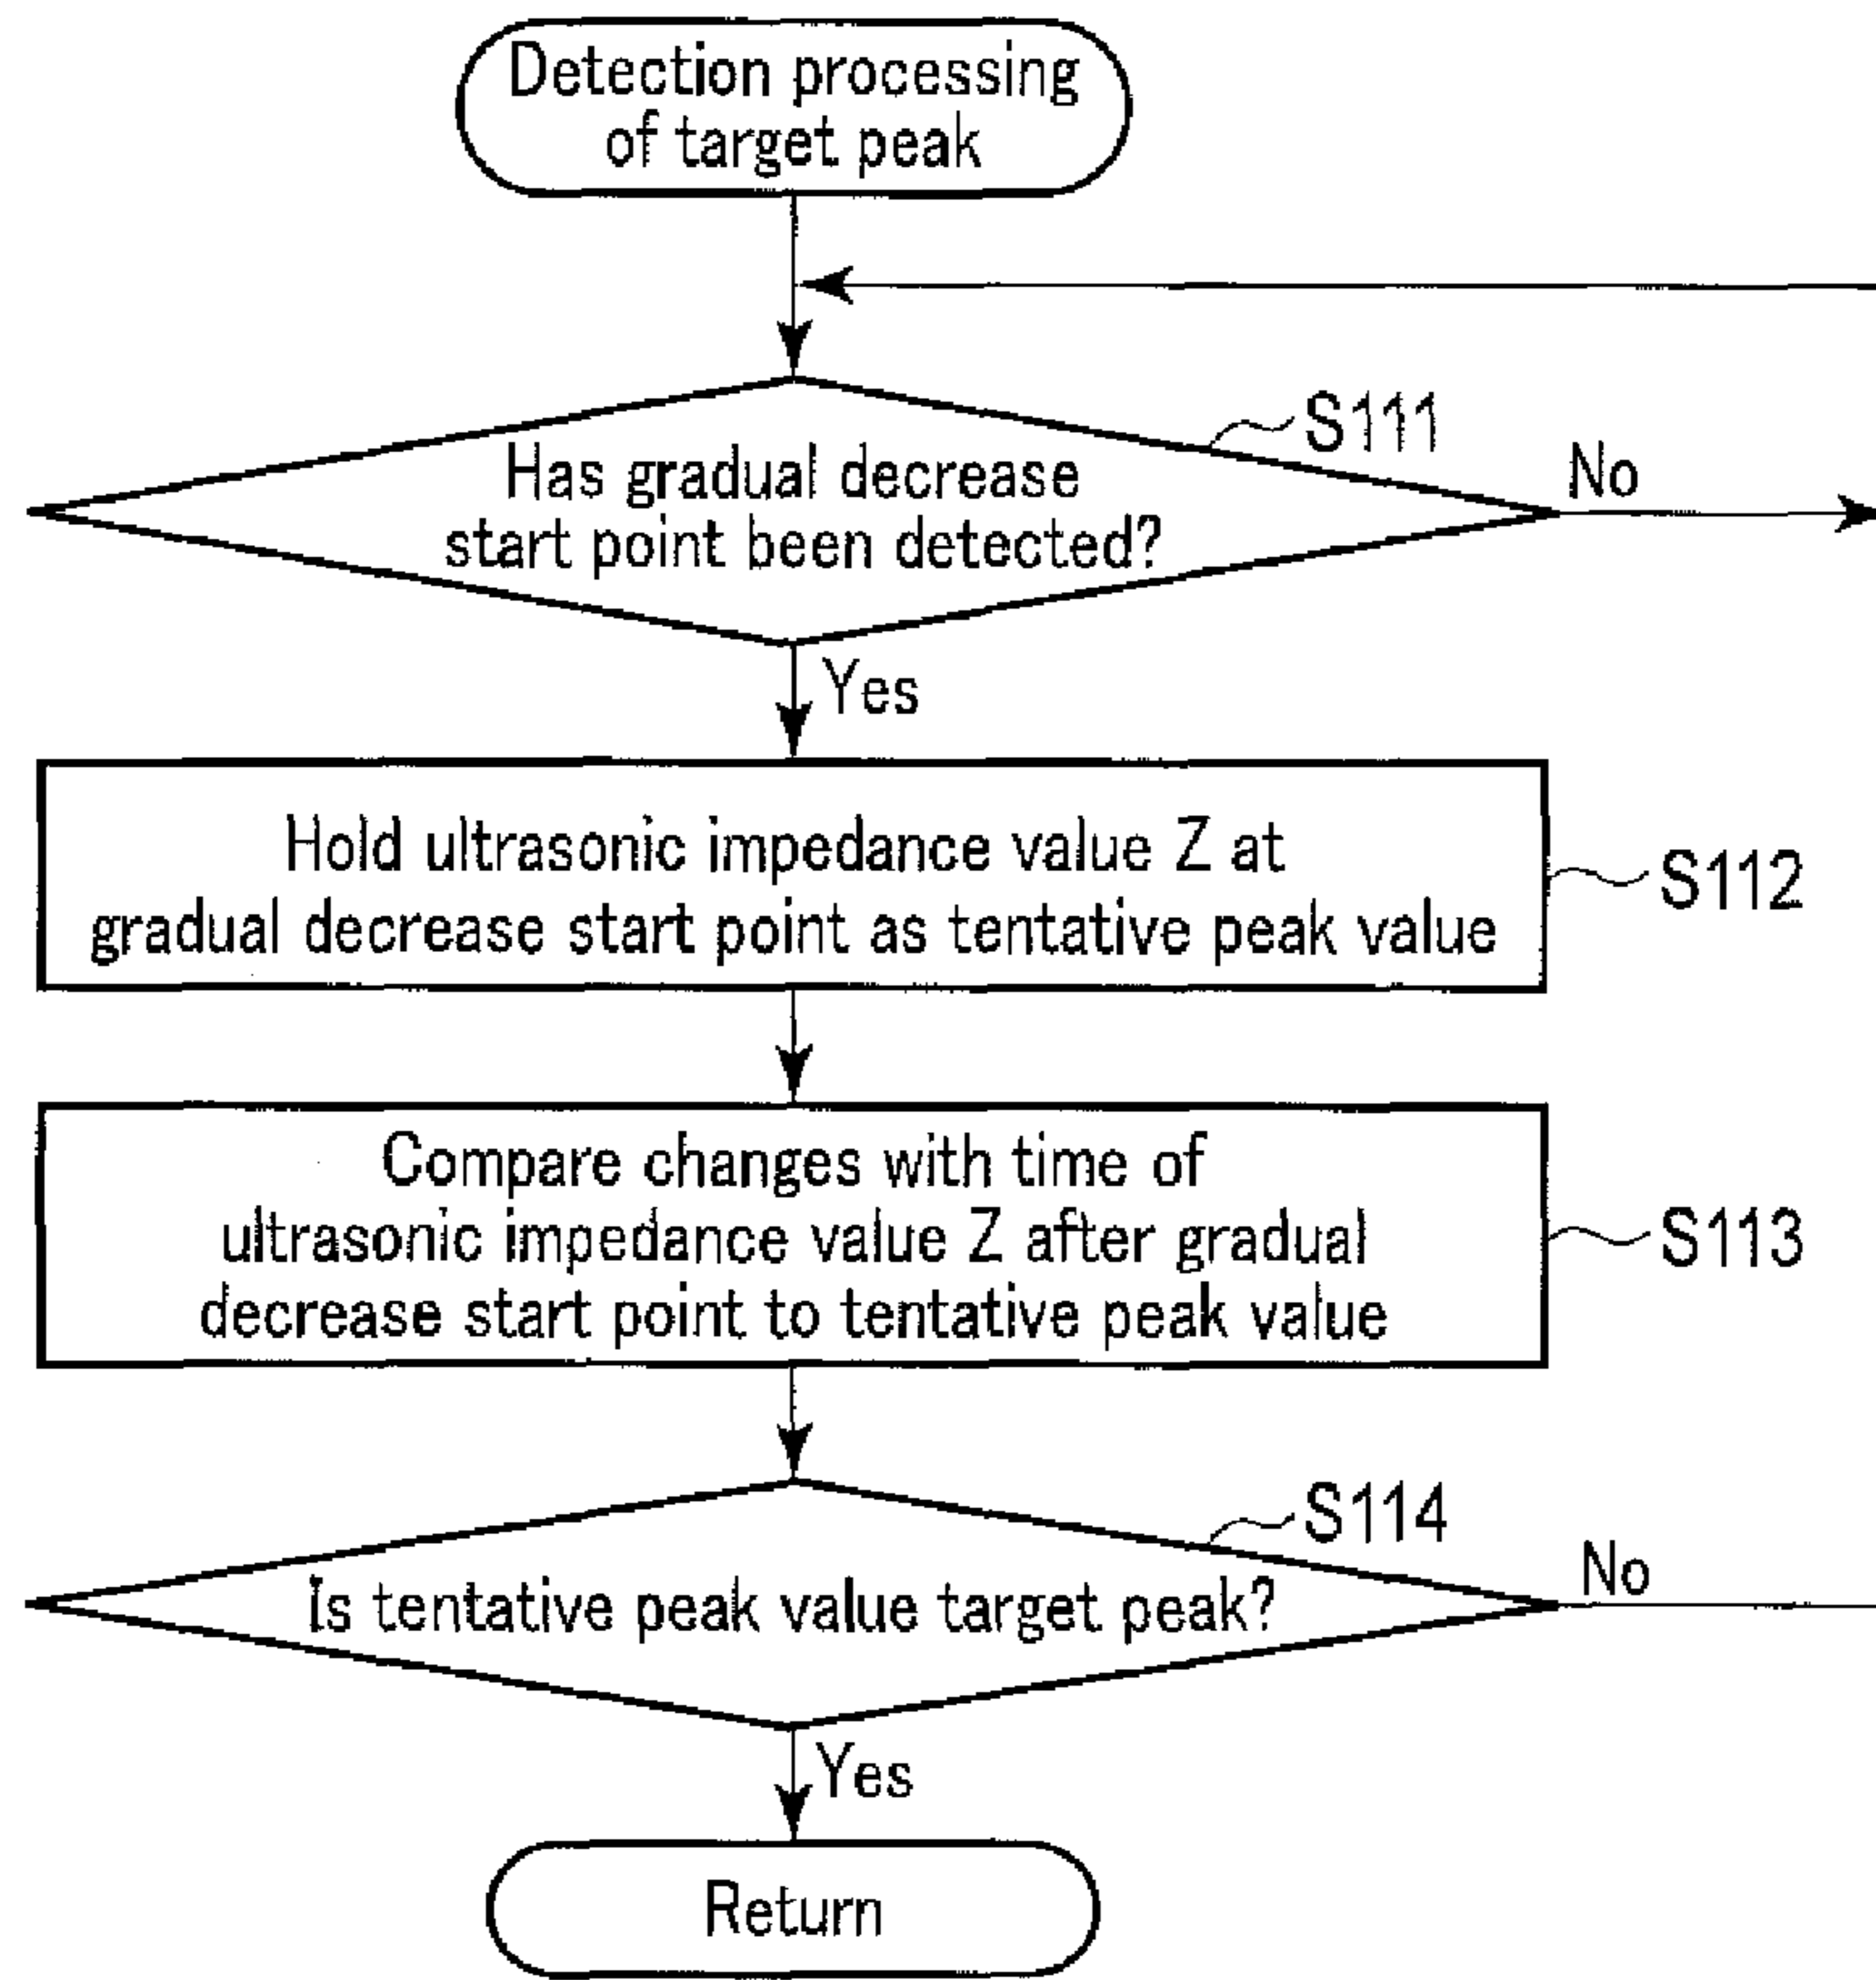 Detection processing
of target peak
S111
Has gradual decrease
start point been detected?
No
Yes
Hold ultrasonic impedance value Z at
gradual decrease start point as tentative peak value
S112
Compare changes with time of
ultrasonic impedance value Z after gradual
decrease start point to tentative peak value
S113
S114
Is tentative peak value target peak?
No
Yes
Return